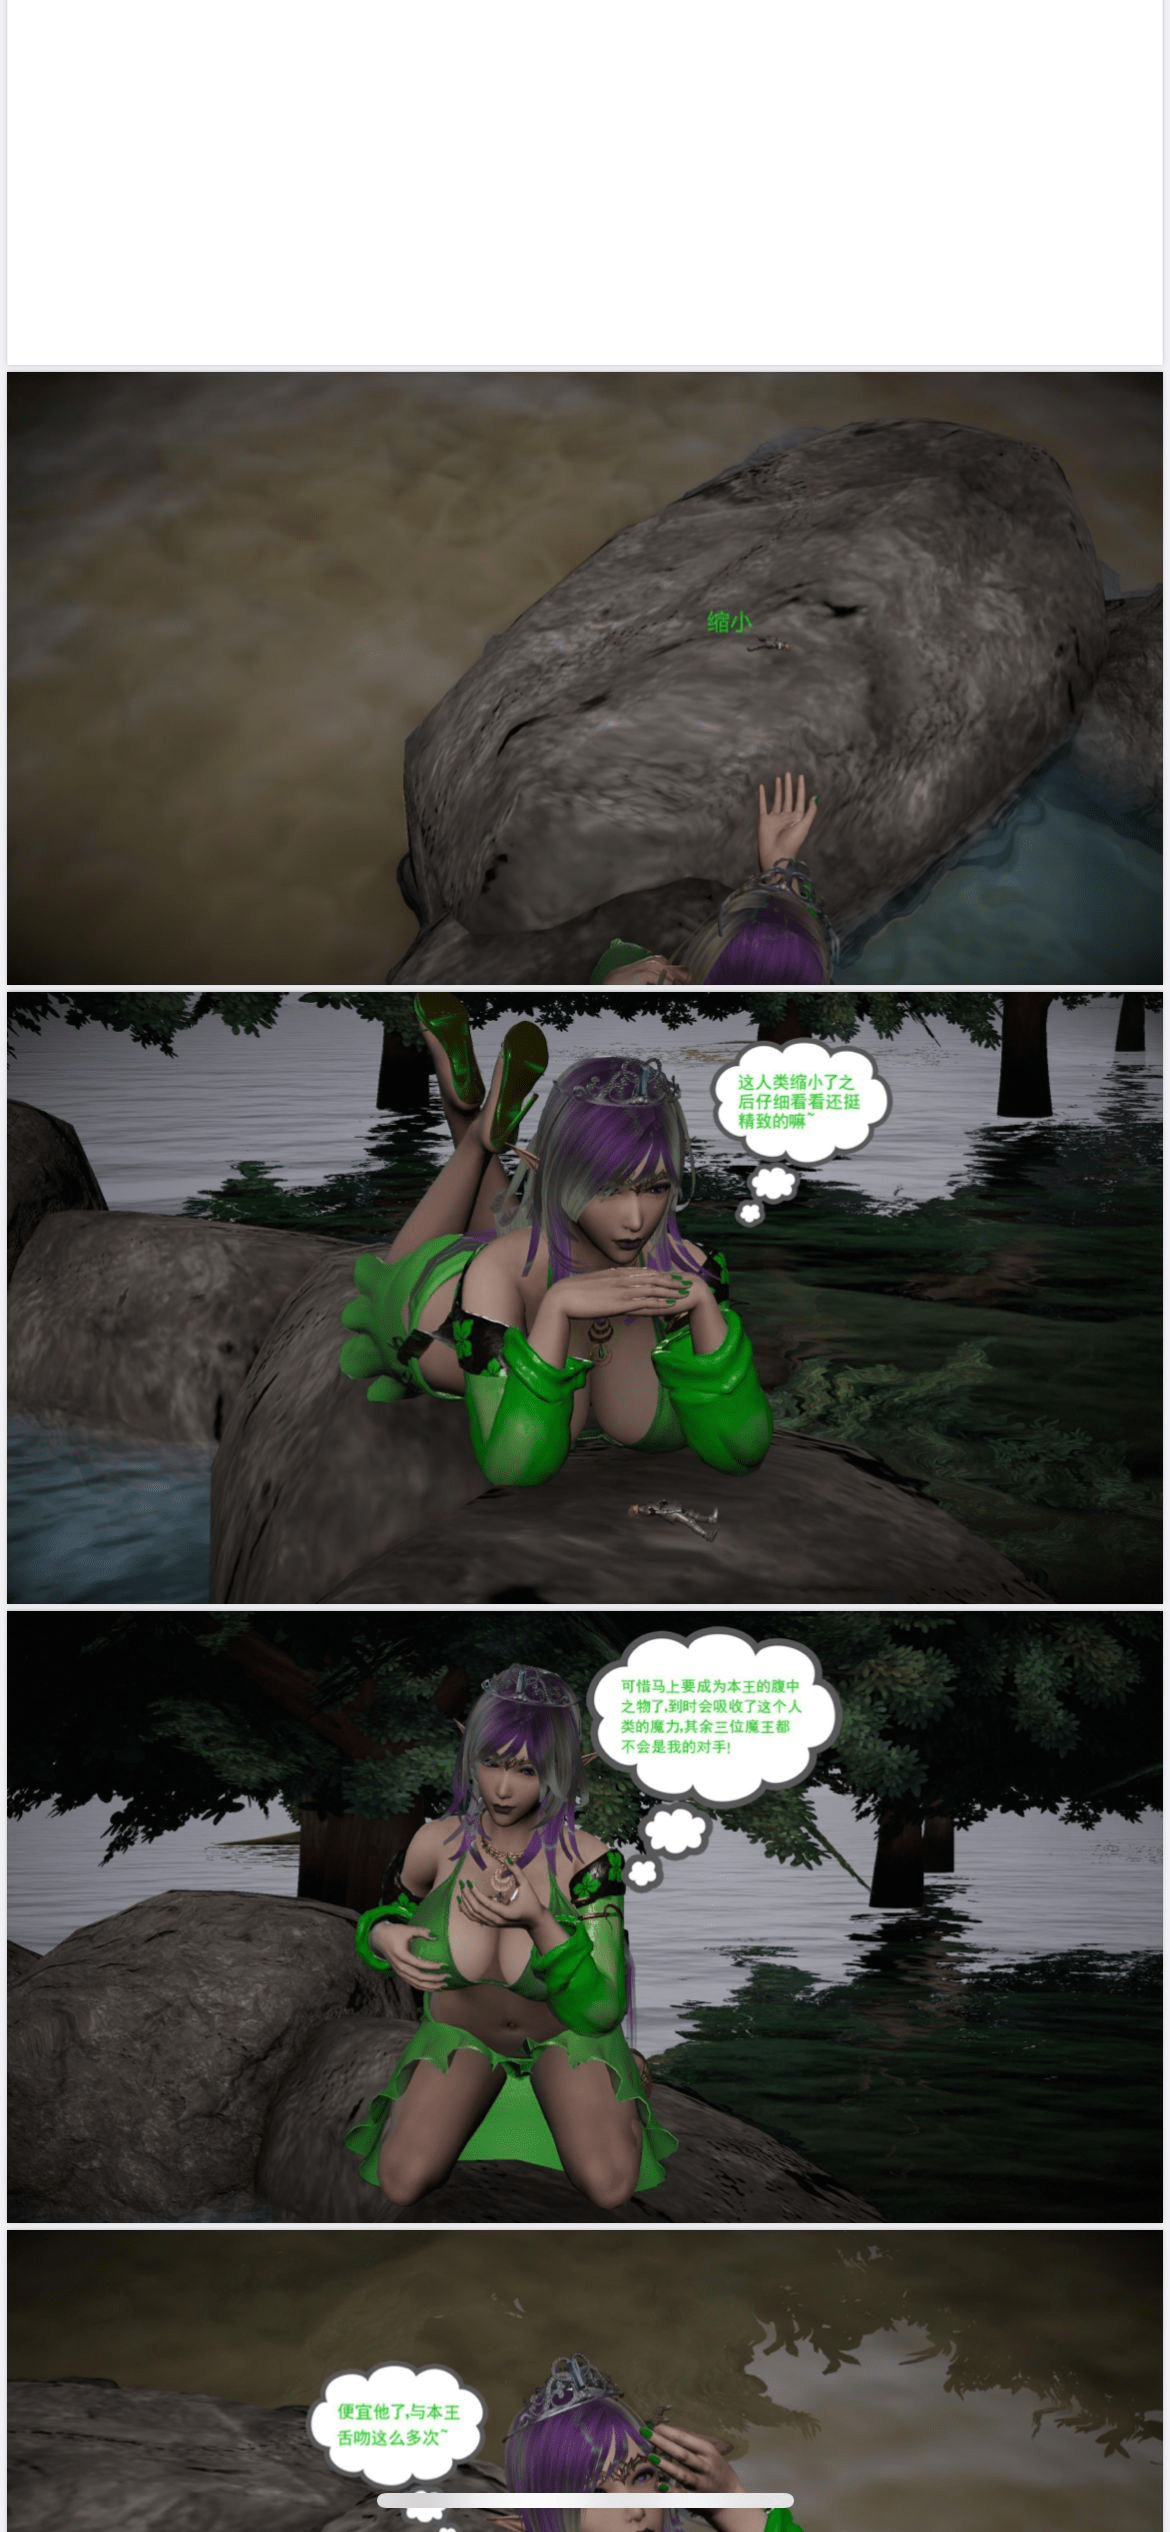 缩小
这人类缩小了之
后仔细看看还挺
精致的嘛~
可惜马上要成为本王的腹中
之物了,到时会吸收了这个人
类的魔力,其余三位魔王都
不会是我的对手!
便宜他了,与本王
舌吻这么多次~